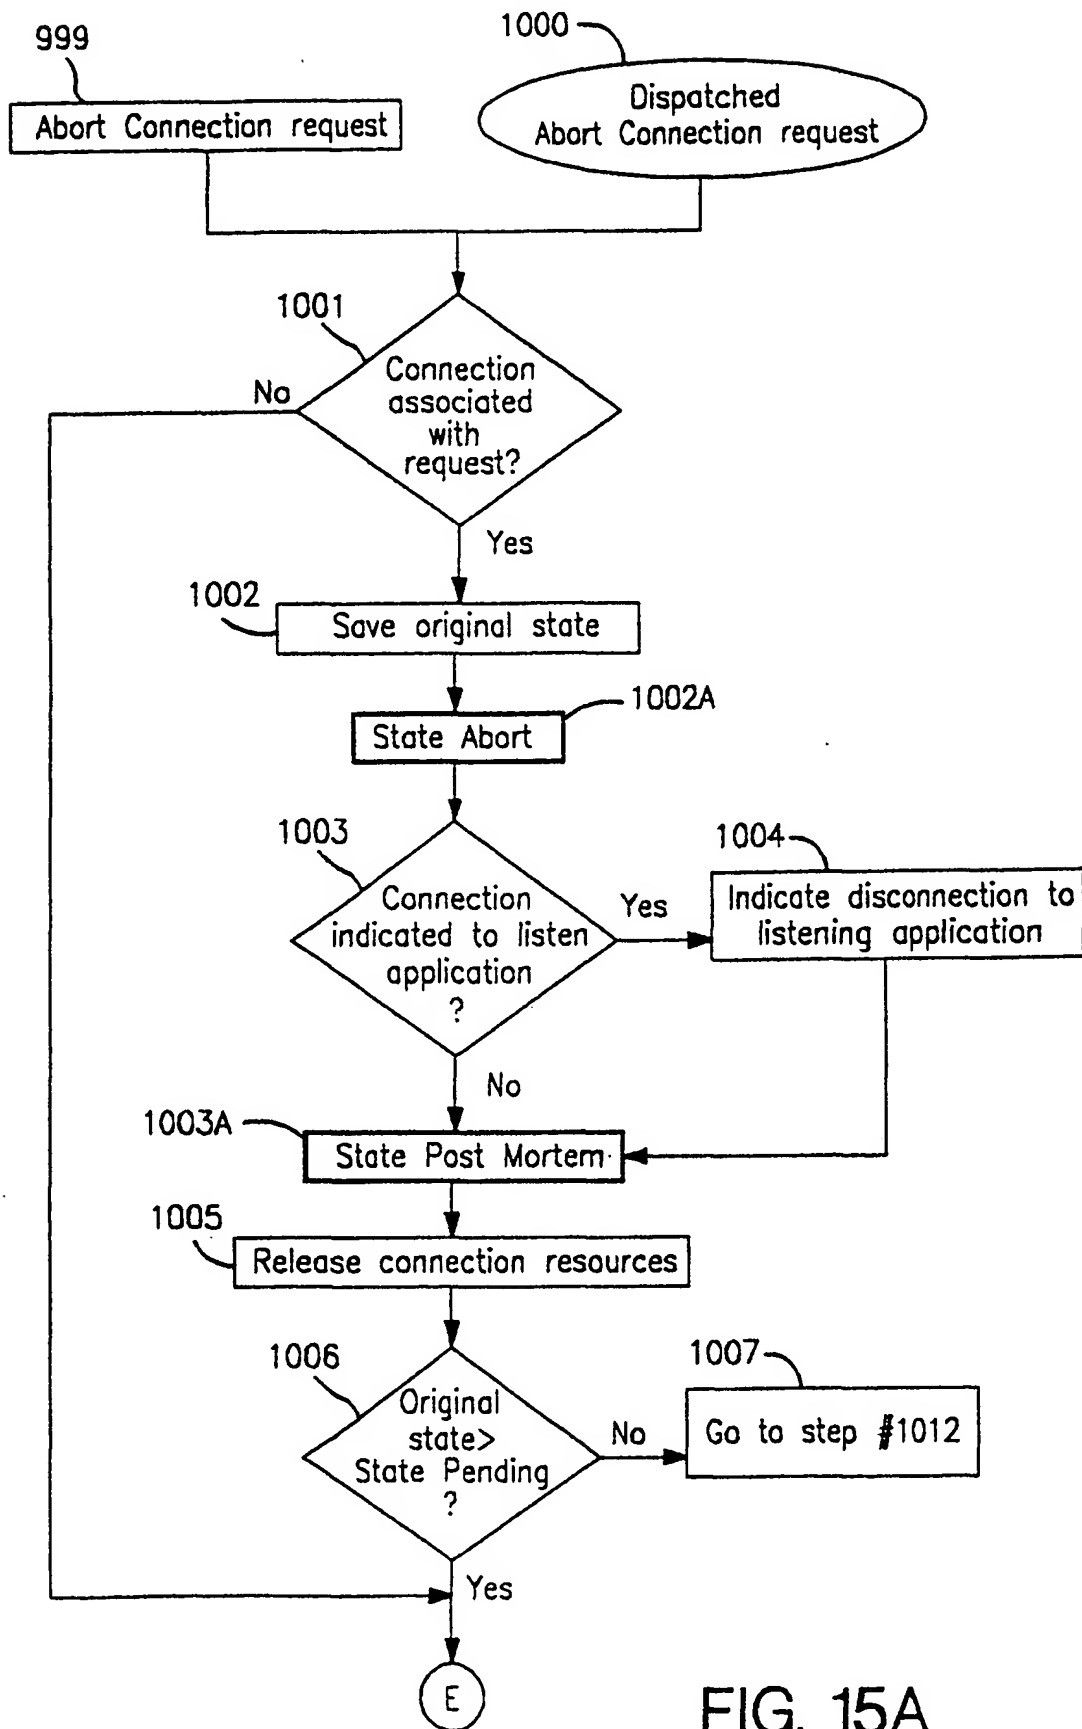 999
1000
Abort Connection request
Dispatched
Abort Connection request
1001
Connection
associated
with
request?
No
Yes
1002
Save original state
1002A
State Abort
1003
Connection
indicated to listen
application
?
Yes
1004
Indicate disconnection to
listening application
No
1003A
State Post Mortem
1005
Release connection resources
1006
Original
state>
State Pending
?
No
1007
Go to step #1012
Yes
E
FIG. 15A